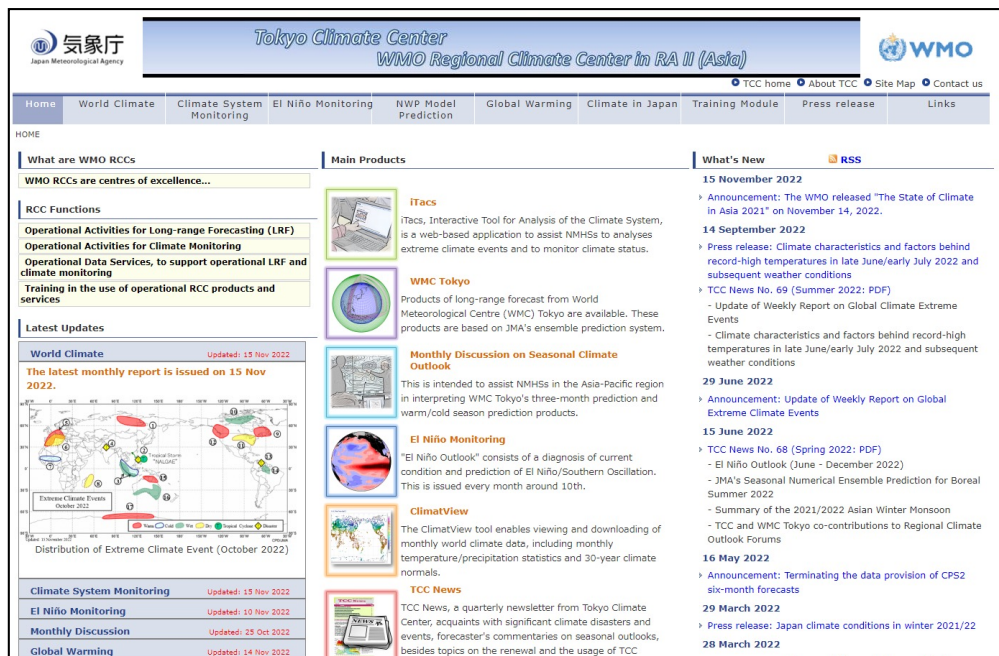 気象庁
Japan Meteorological Agency
Tokyo Climate Center
WMO Regional Climate Center in RA II (Asia)
WMO
TCC home
About TCC
Site Map
Contact us
Home
World Climate
Climate System Monitoring
El Niño Monitoring
NWP Model Prediction
Global Warming
Climate in Japan
Training Module
Press release
Links
HOME
What are WMO RCCs
WMO RCCs are centres of excellence...
RCC Functions
Operational Activities for Long-range Forecasting (LRF)
Operational Activities for Climate Monitoring
Operational Data Services, to support operational LRF and
climate monitoring
Training in the use of operational RCC products and
services
Latest Updates
World Climate Updated: 15 Nov 2022
The latest monthly report is issued on 15 Nov
2022.
Tropical Storm
"NALGAE"
Extreme Climate Events
October 2022
Warm Cold Wet Dry Tropical Cyclone Disaster
Distribution of Extreme Climate Event (October 2022)
Climate System Monitoring Updated: 15 Nov 2022
El Niño Monitoring Updated: 10 Nov 2022
Monthly Discussion Updated: 25 Oct 2022
Global Warming Updated: 14 Nov 2022
Main Products
iTacs
iTacs, Interactive Tool for Analysis of the Climate System,
is a web-based application to assist NMHSs to analyses
extreme climate events and to monitor climate status.
WMC Tokyo
Products of long-range forecast from World
Meteorological Centre (WMC) Tokyo are available. These
products are based on JMA's ensemble prediction system.
Monthly Discussion on Seasonal Climate
Outlook
This is intended to assist NMHSs in the Asia-Pacific region
in interpreting WMC Tokyo's three-month prediction and
warm/cold season prediction products.
El Niño Monitoring
"El Niño Outlook" consists of a diagnosis of current
condition and prediction of El Niño/Southern Oscillation.
This is issued every month around 10th.
ClimatView
The ClimatView tool enables viewing and downloading of
monthly world climate data, including monthly
temperature/precipitation statistics and 30-year climate
normals.
TCC News
NEWS
TCC News, a quarterly newsletter from Tokyo Climate
Center, acquaints with significant climate disasters and
events, forecaster's commentaries on seasonal outlooks,
besides topics on the renewal and the usage of TCC
What's New RSS
15 November 2022
Announcement: The WMO released "The State of Climate
in Asia 2021" on November 14, 2022.
14 September 2022
Press release: Climate characteristics and factors behind
record-high temperatures in late June/early July 2022 and
subsequent weather conditions
TCC News No. 69 (Summer 2022: PDF)
- Update of Weekly Report on Global Climate Extreme
Events
- Climate characteristics and factors behind record-high
temperatures in late June/early July 2022 and subsequent
weather conditions
29 June 2022
Announcement: Update of Weekly Report on Global
Extreme Climate Events
15 June 2022
TCC News No. 68 (Spring 2022: PDF)
- El Niño Outlook (June - December 2022)
- JMA's Seasonal Numerical Ensemble Prediction for Boreal
Summer 2022
- Summary of the 2021/2022 Asian Winter Monsoon
- TCC and WMC Tokyo co-contributions to Regional Climate
Outlook Forums
16 May 2022
Announcement: Terminating the data provision of CPS2
six-month forecasts
29 March 2022
Press release: Japan climate conditions in winter 2021/22
28 March 2022